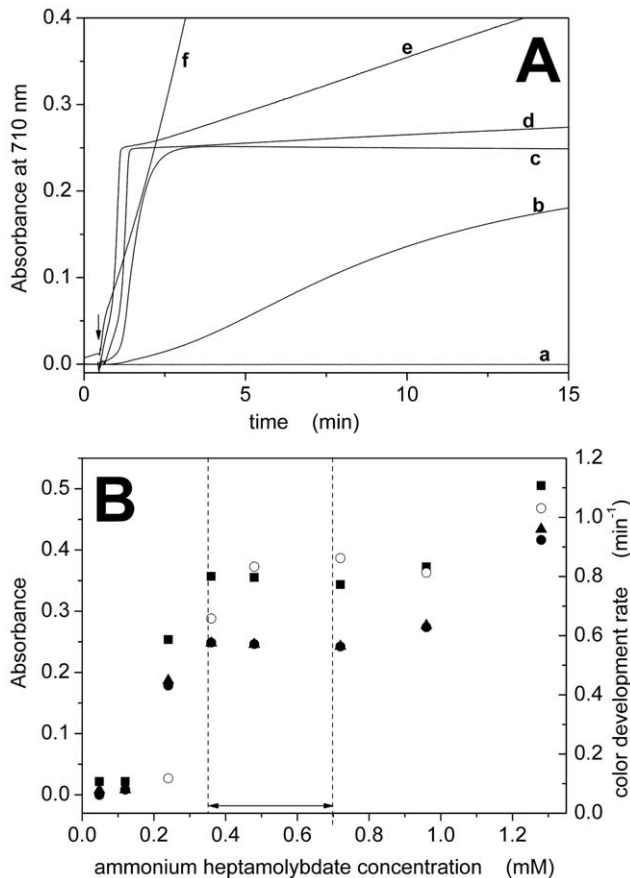 A
Absorbance at 710 nm
0.4
0.3
0.2
0.1
0.0
f
e
d
c
b
a
0
5
10
15
time (min)
B
Absorbance
0.5
0.4
0.3
0.2
0.1
0.0
color development rate (min⁻¹)
1.2
1.0
0.8
0.6
0.4
0.2
0.0
0.0
0.2
0.4
0.6
0.8
1.0
1.2
ammonium heptamolybdate concentration (mM)